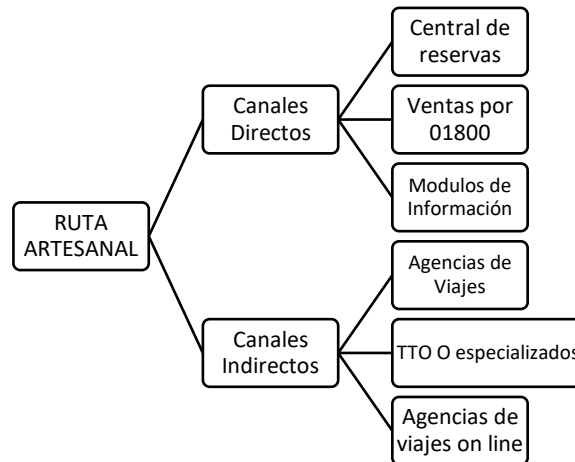 RUTA
ARTESANAL
Canales
Directos
Central de
reservas
Ventas por
01800
Modulos de
Información
Canales
Indirectos
Agencias de
Viajes
TTO O especializados
Agencias de
viajes on line